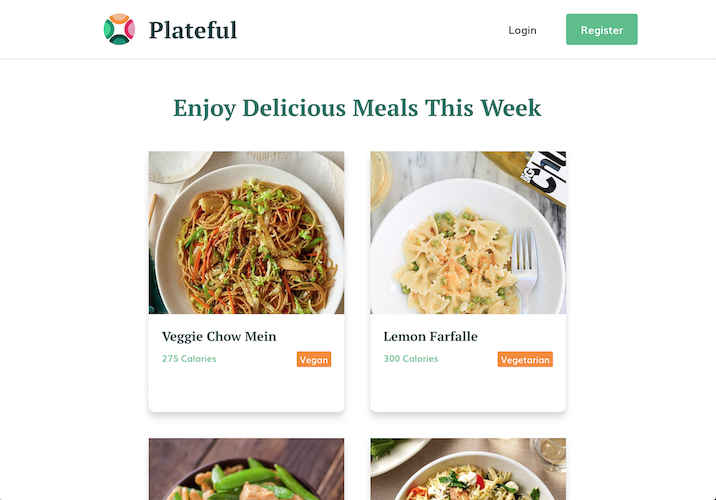 Plateful
Login
Register
Enjoy Delicious Meals This Week
Veggie Chow Mein
275 Calories
Vegan
Lemon Farfalle
300 Calories
Vegetarian